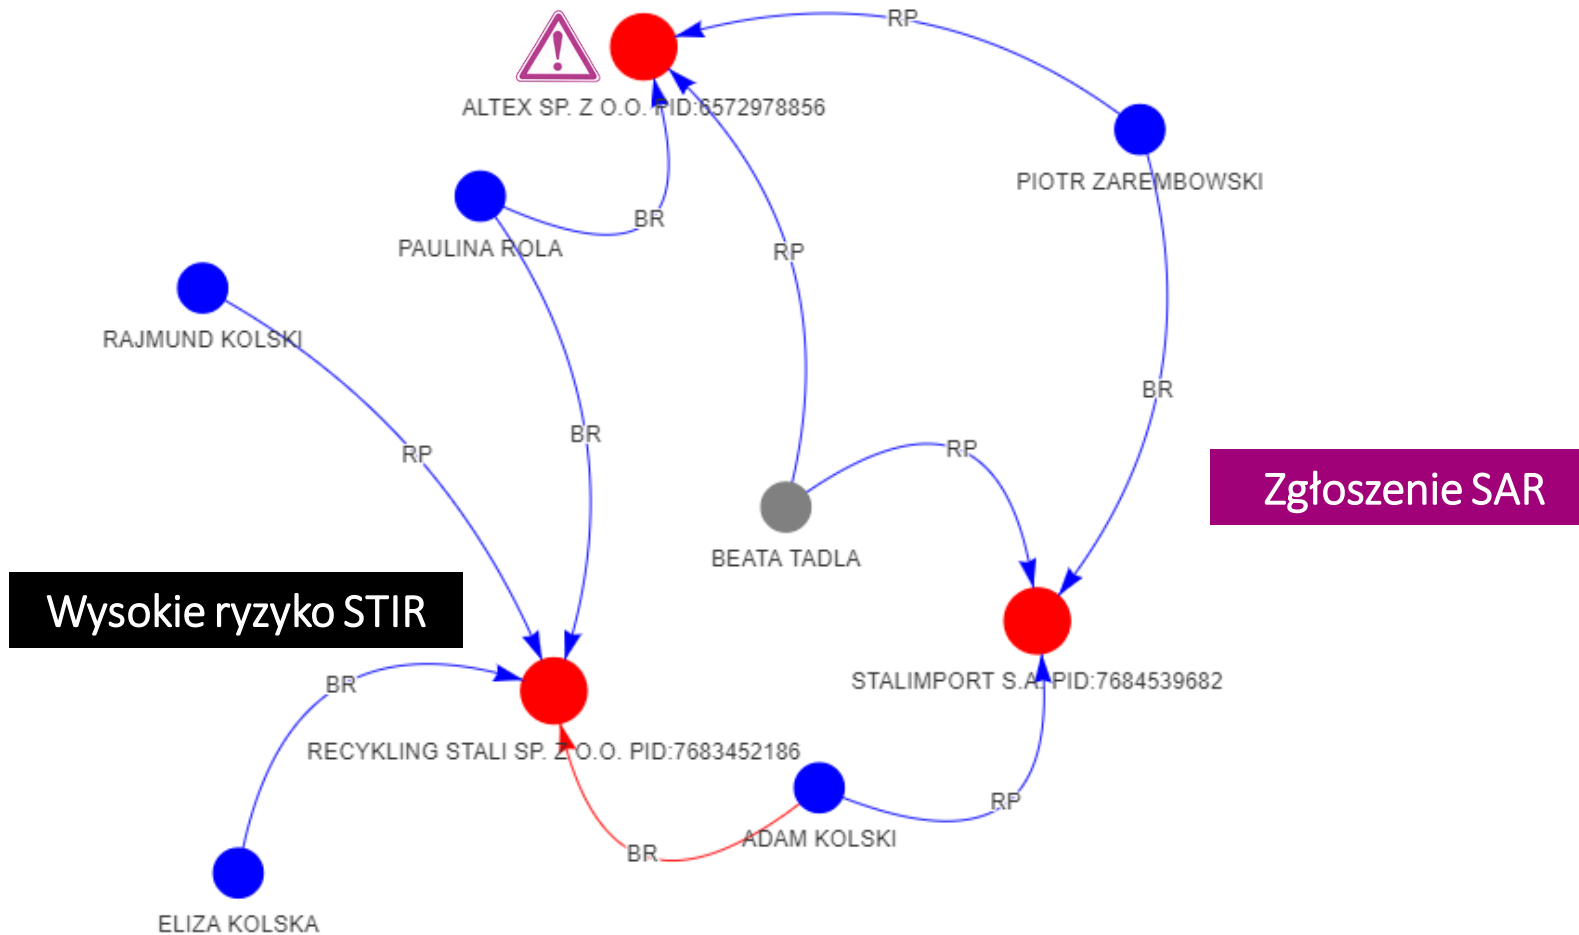 RP
ALTEX SP. Z O.O. PID:6572978856
PIOTR ZAREMBOWSKI
BR
PAULINA ROLA
RP
RAJMUND KOLSKI
BR
BR
RP
RP
Zgłoszenie SAR
BEATA TADLA
Wysokie ryzyko STIR
BR
STALIMPORT S.A. PID:7684539682
RECYKLING STALI SP. Z O.O. PID:7683452186
RP
ADAM KOLSKI
BR
ELIZA KOLSKA
!